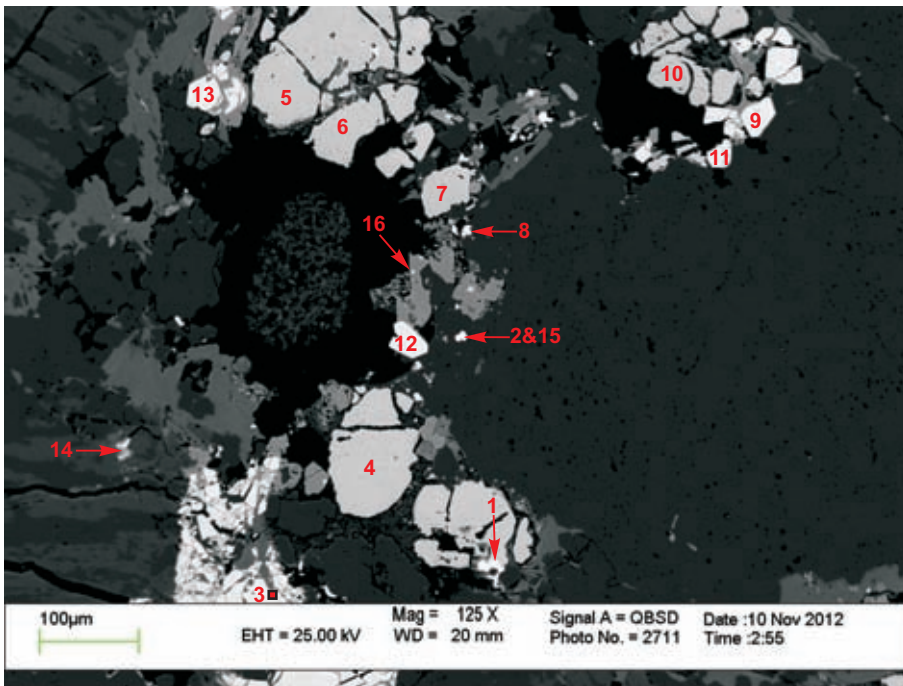 10
13
5
9
6
11
7
16
8
12
2&15
14
4
1
3
100µm
EHT = 25.00 kV
Mag = 125 X
WD = 20 mm
Signal A = QBSD
Photo No. = 2711
Date :10 Nov 2012
Time :2:55